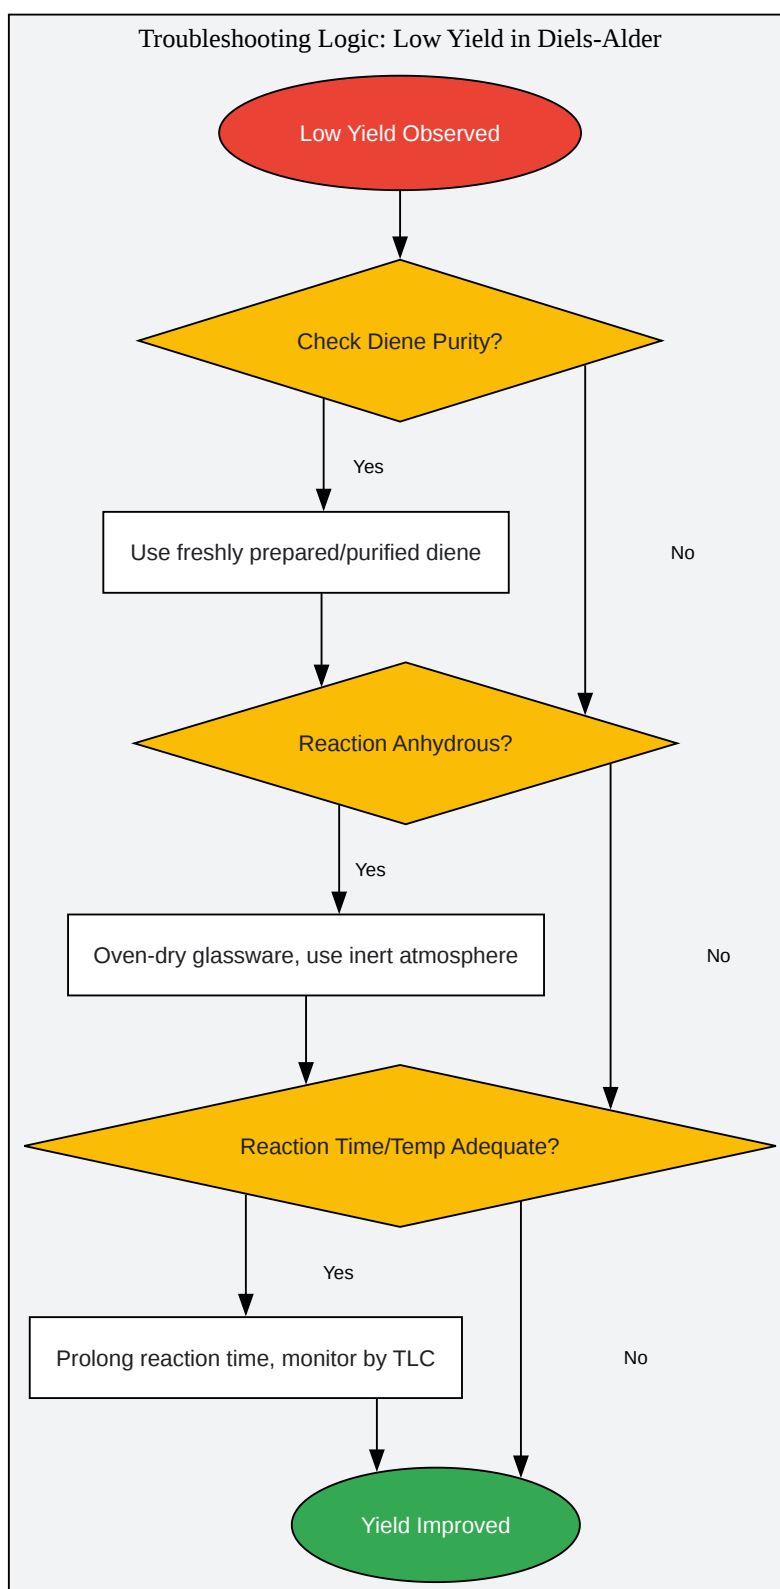 Troubleshooting Logic: Low Yield in Diels-Alder
Low Yield Observed
Check Diene Purity?
Yes
Use freshly prepared/purified diene
No
Reaction Anhydrous?
Yes
Oven-dry glassware, use inert atmosphere
No
Reaction Time/Temp Adequate?
Yes
Prolong reaction time, monitor by TLC
No
Yield Improved